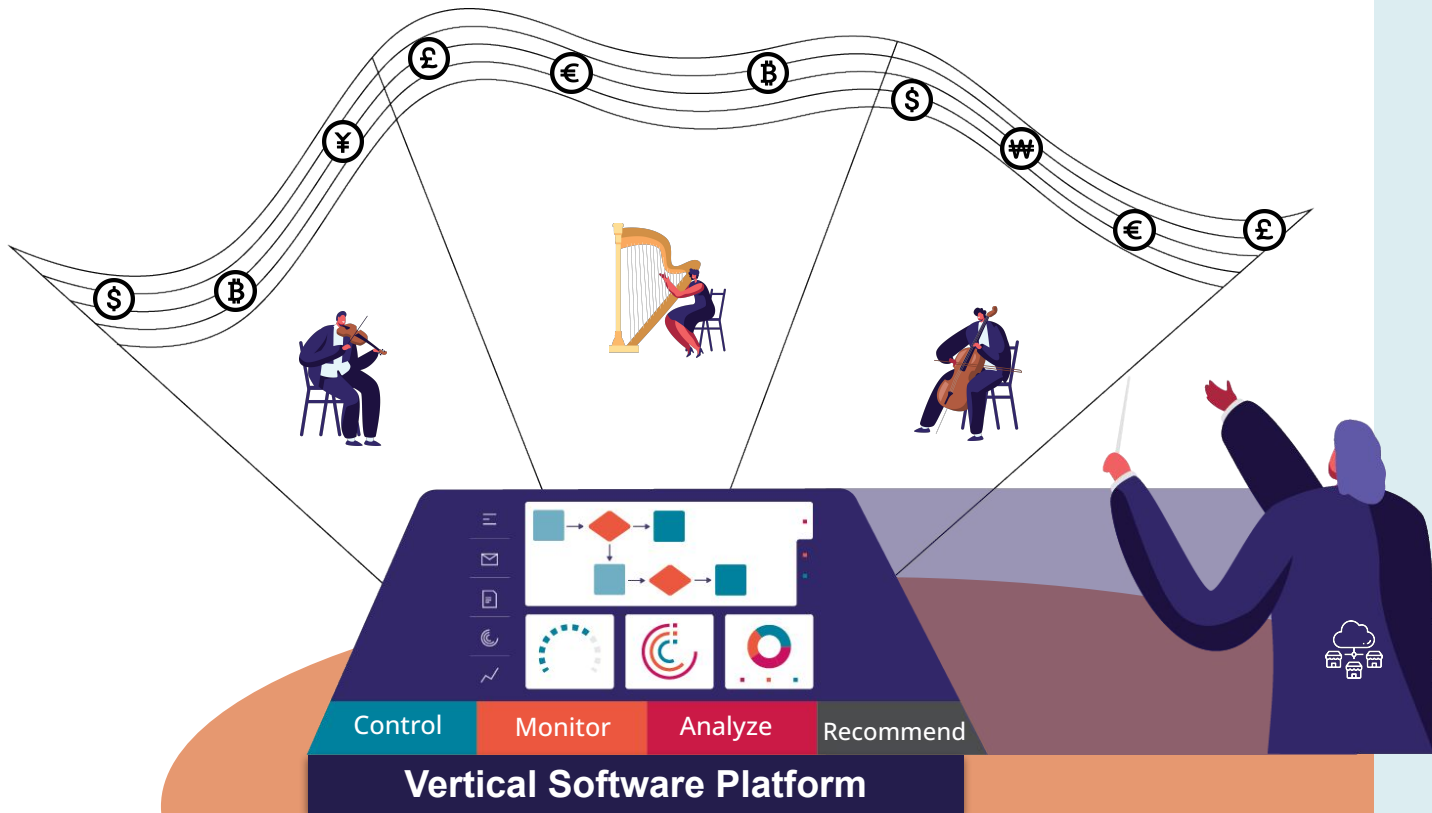 £
€
₿
$
¥
₩
$
₿
€
£
Control
Monitor
Analyze
Recommend
Vertical Software Platform